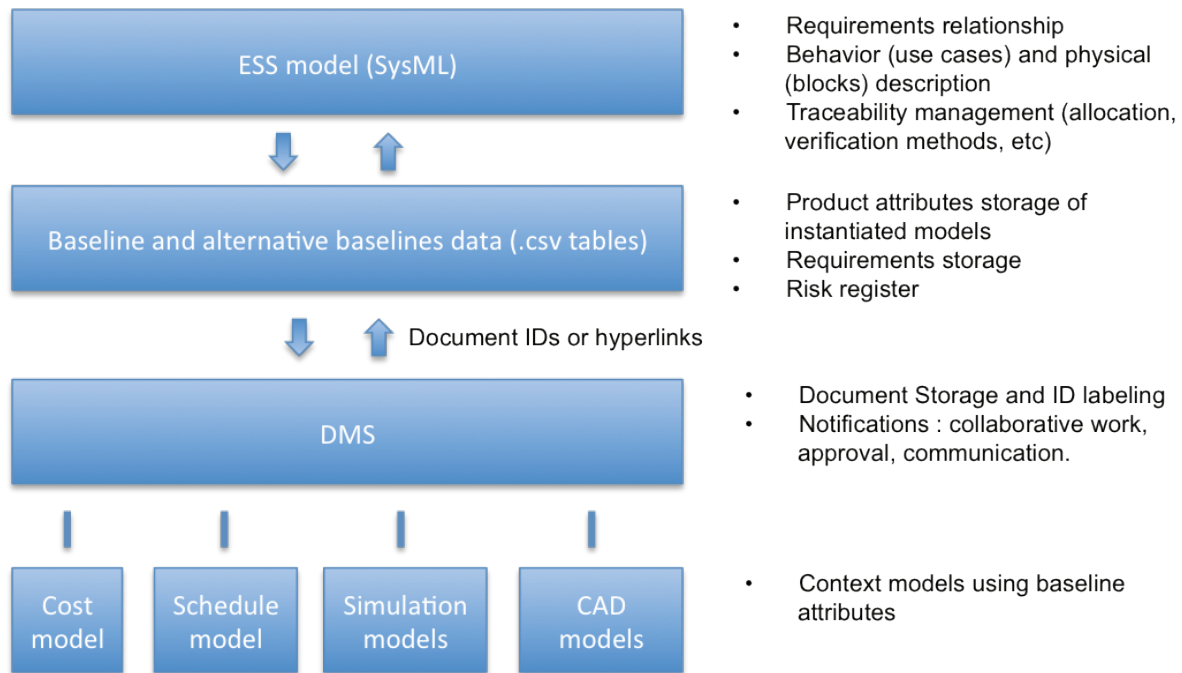 ESS model (SysML)
• Requirements relationship
• Behavior (use cases) and physical
(blocks) description
• Traceability management (allocation,
verification methods, etc)
Baseline and alternative baselines data (.csv tables)
• Product attributes storage of
instantiated models
• Requirements storage
• Risk register
Document IDs or hyperlinks
DMS
• Document Storage and ID labeling
• Notifications : collaborative work,
approval, communication.
Cost
model
Schedule
model
Simulation
models
CAD
models
• Context models using baseline
attributes